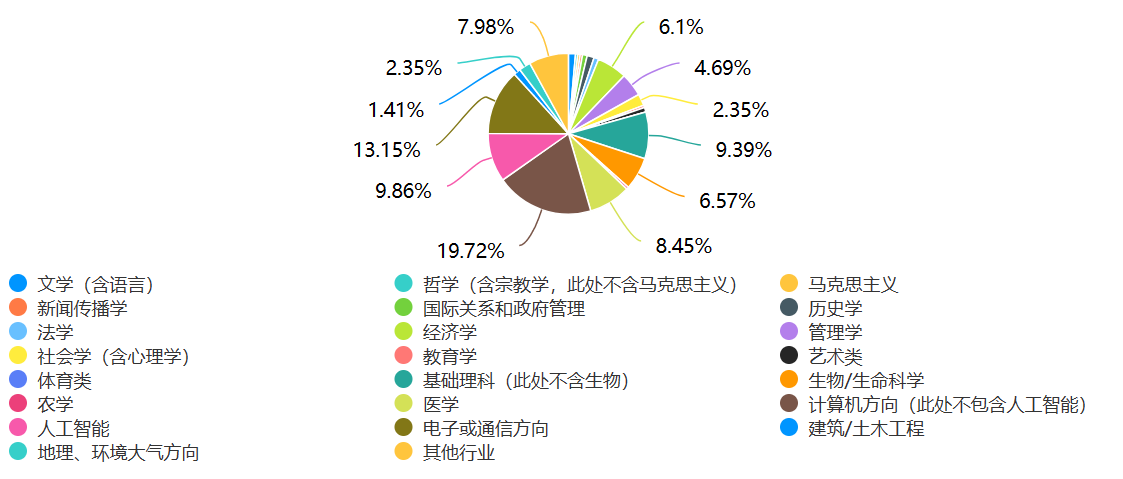 7.98%
6.1%
2.35%
4.69%
1.41%
2.35%
13.15%
9.39%
9.86%
6.57%
19.72%
8.45%
文学（含语言）
哲学（含宗教学，此处不含马克思主义）
马克思主义
新闻传播学
国际关系和政府管理
历史学
法学
经济学
管理学
社会学（含心理学）
教育学
艺术类
体育类
基础理科（此处不含生物）
生物/生命科学
农学
医学
计算机方向（此处不包含人工智能）
人工智能
电子或通信方向
建筑/土木工程
地理、环境大气方向
其他行业